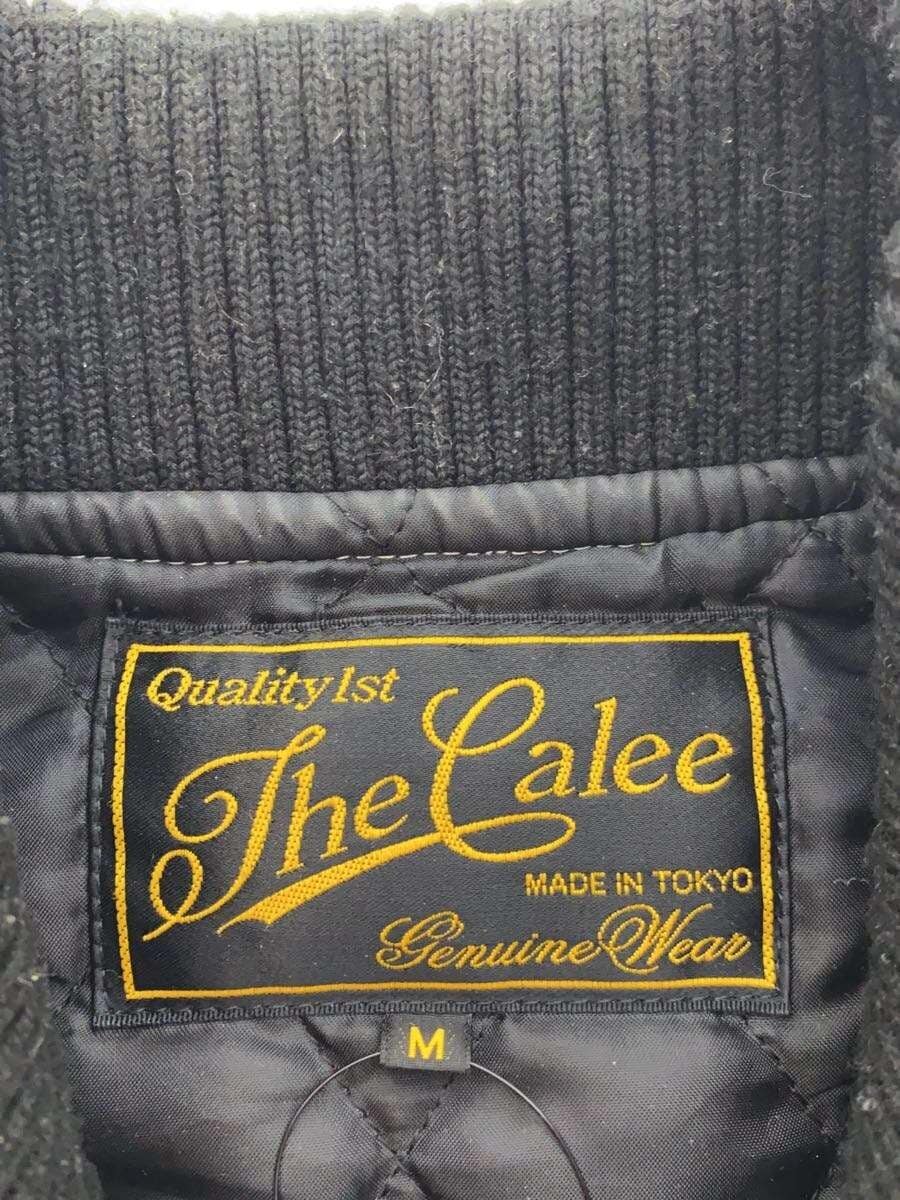 Quality 1st
The Calee
MADE IN TOKYO
Genuine Wear
M